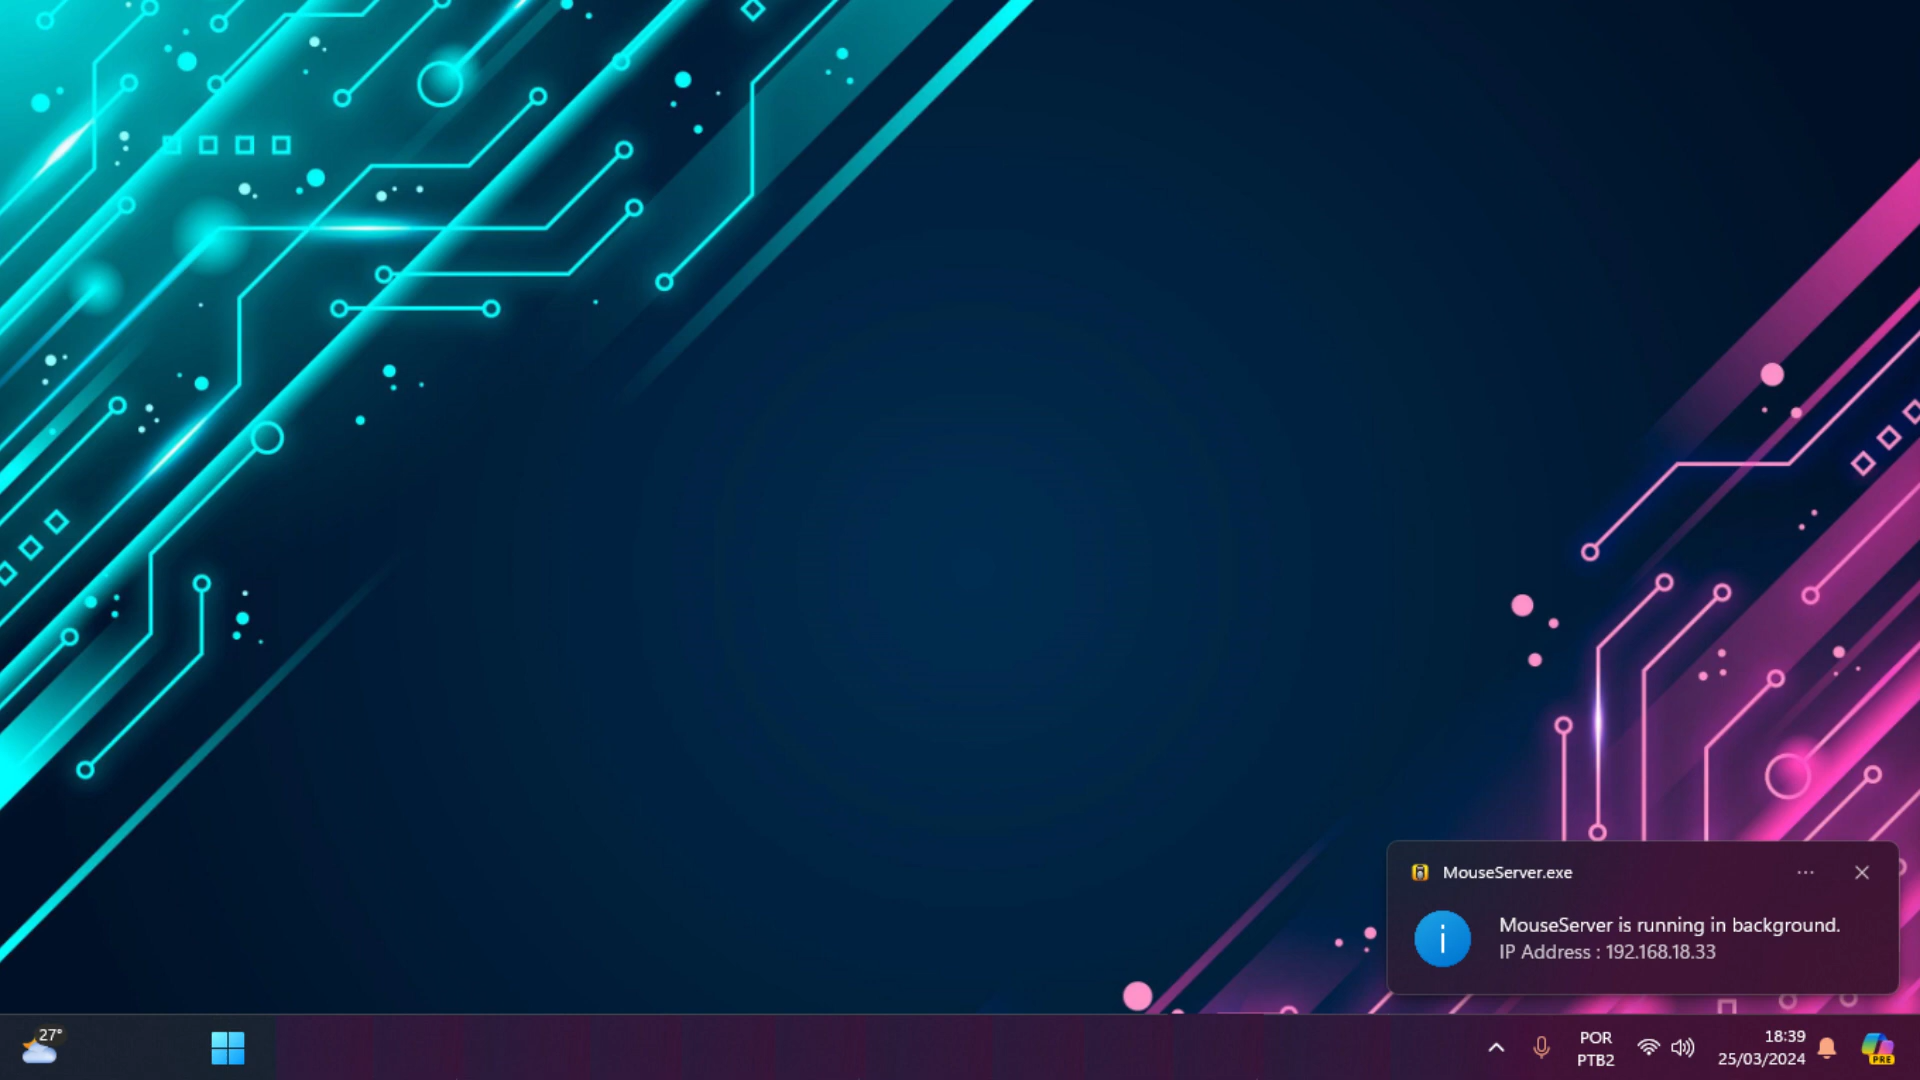 MouseServer.exe
MouseServer is running in background.
IP Address : 192.168.18.33
27°
POR
PTB2
18:39
25/03/2024
PRE